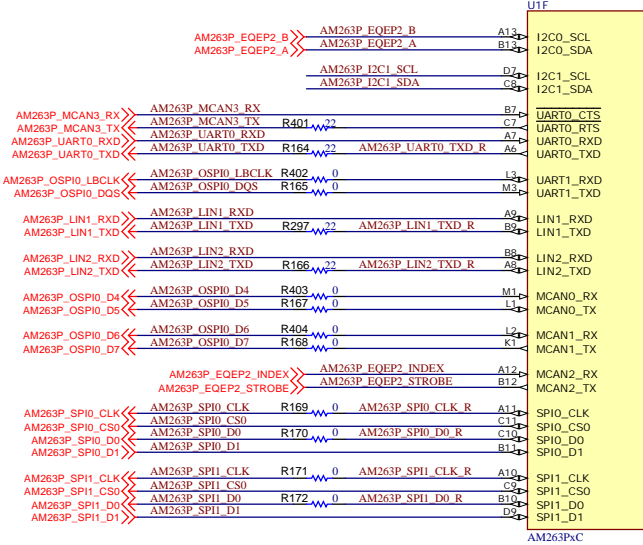 U1F
AM263P_EQEP2_B AM263P_EQEP2_B A13 I2C0_SCL
AM263P_EQEP2_A AM263P_EQEP2_A B13 I2C0_SDA
AM263P_I2C1_SCL D7 I2C1_SCL
AM263P_I2C1_SDA C8 I2C1_SDA
AM263P_MCAN3_RX AM263P_MCAN3_RX B7 UART0_CTS
AM263P_MCAN3_TX AM263P_MCAN3_TX R401 22 C7 UART0_RTS
AM263P_UART0_RXD AM263P_UART0_RXD A7 UART0_RXD
AM263P_UART0_TXD AM263P_UART0_TXD R164 22 AM263P_UART0_TXD_R A6 UART0_TXD
AM263P_OSPI0_LBCLK AM263P_OSPI0_LBCLK R402 0 L3 UART1_RXD
AM263P_OSPI0_DQS AM263P_OSPI0_DQS R165 0 M3 UART1_TXD
AM263P_LIN1_RXD AM263P_LIN1_RXD A9 LIN1_RXD
AM263P_LIN1_TXD AM263P_LIN1_TXD R297 22 AM263P_LIN1_TXD_R B9 LIN1_TXD
AM263P_LIN2_RXD AM263P_LIN2_RXD B8 LIN2_RXD
AM263P_LIN2_TXD AM263P_LIN2_TXD R166 22 AM263P_LIN2_TXD_R A8 LIN2_TXD
AM263P_OSPI0_D4 AM263P_OSPI0_D4 R403 0 M1 MCAN0_RX
AM263P_OSPI0_D5 AM263P_OSPI0_D5 R167 0 L1 MCAN0_TX
AM263P_OSPI0_D6 AM263P_OSPI0_D6 R404 0 L2 MCAN1_RX
AM263P_OSPI0_D7 AM263P_OSPI0_D7 R168 0 K1 MCAN1_TX
AM263P_EQEP2_INDEX AM263P_EQEP2_INDEX A12 MCAN2_RX
AM263P_EQEP2_STROBE AM263P_EQEP2_STROBE B12 MCAN2_TX
AM263P_SPI0_CLK AM263P_SPI0_CLK R169 0 AM263P_SPI0_CLK_R A11 SPI0_CLK
AM263P_SPI0_CS0 AM263P_SPI0_CS0 C11 SPI0_CS0
AM263P_SPI0_D0 AM263P_SPI0_D0 R170 0 AM263P_SPI0_D0_R C10 SPI0_D0
AM263P_SPI0_D1 AM263P_SPI0_D1 B11 SPI0_D1
AM263P_SPI1_CLK AM263P_SPI1_CLK R171 0 AM263P_SPI1_CLK_R A10 SPI1_CLK
AM263P_SPI1_CS0 AM263P_SPI1_CS0 C9 SPI1_CS0
AM263P_SPI1_D0 AM263P_SPI1_D0 R172 0 AM263P_SPI1_D0_R B10 SPI1_D0
AM263P_SPI1_D1 AM263P_SPI1_D1 D9 SPI1_D1
AM263PxC